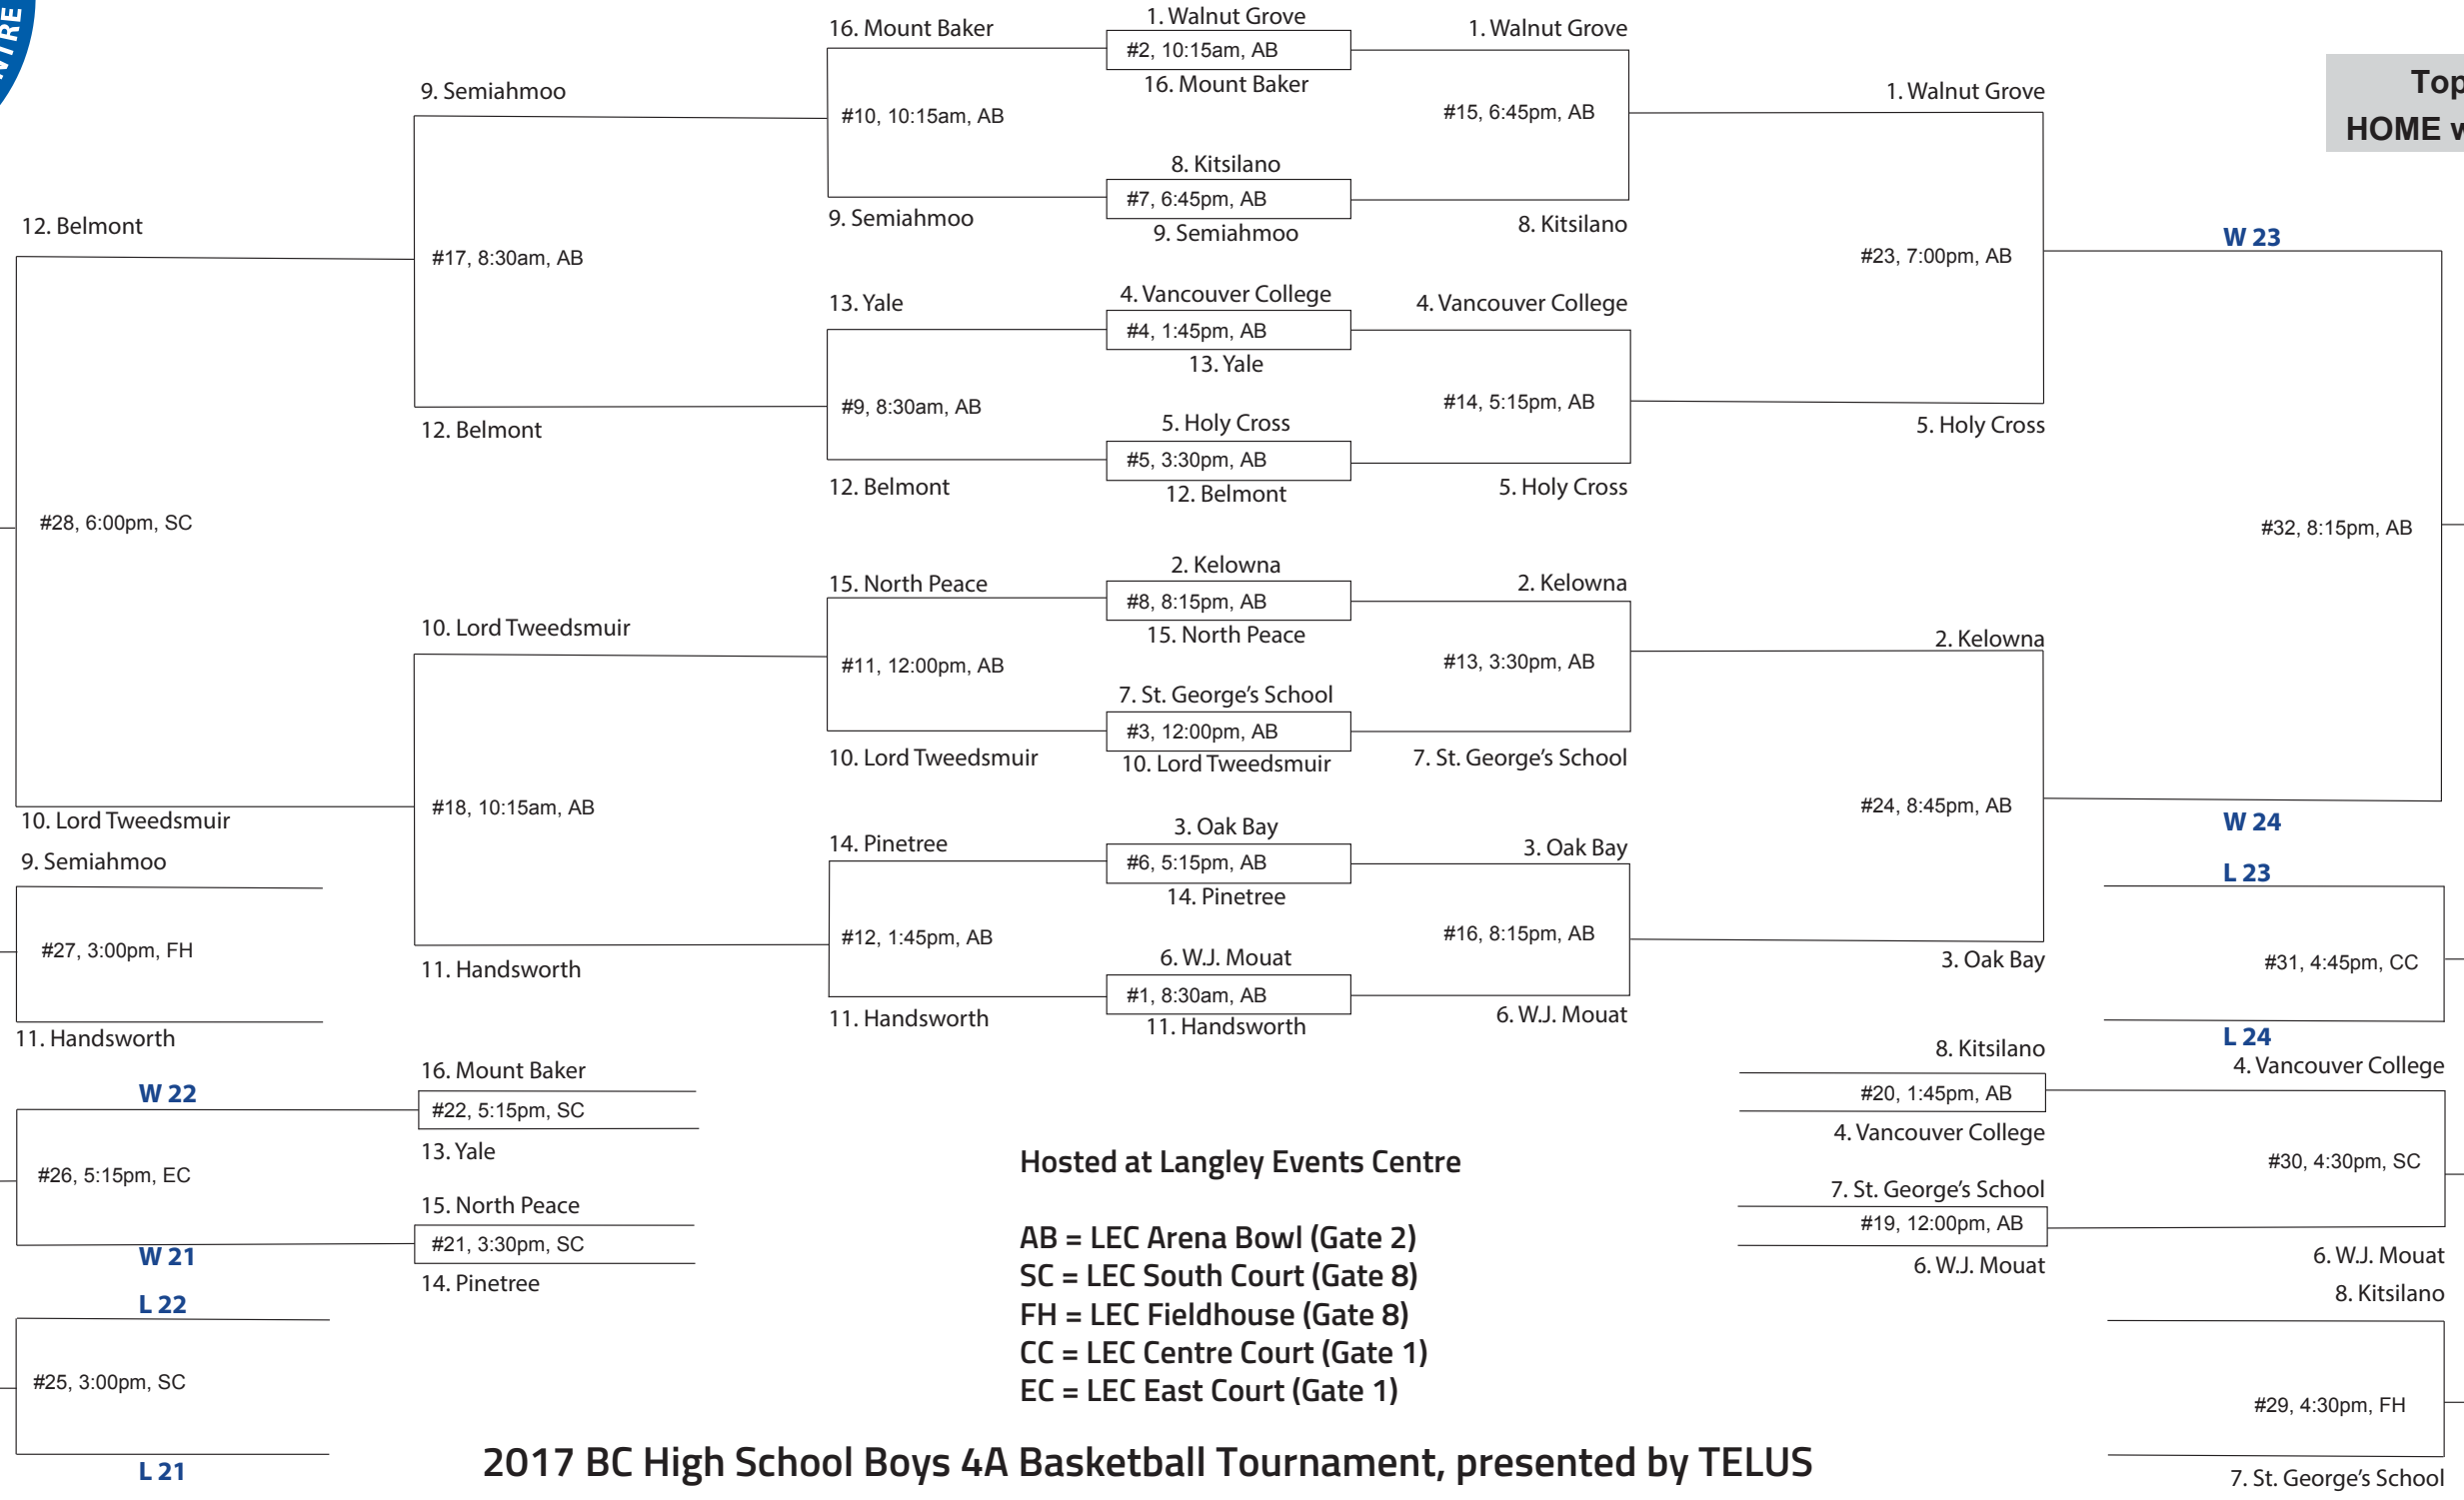 NTRE
Top
HOME w
12. Belmont
#28, 6:00pm, SC
10. Lord Tweedsmuir
9. Semiahmoo
#27, 3:00pm, FH
11. Handsworth
W 22
#26, 5:15pm, EC
W 21
L 22
#25, 3:00pm, SC
L 21
9. Semiahmoo
#17, 8:30am, AB
12. Belmont
10. Lord Tweedsmuir
#18, 10:15am, AB
11. Handsworth
16. Mount Baker
#22, 5:15pm, SC
13. Yale
15. North Peace
#21, 3:30pm, SC
14. Pinetree
16. Mount Baker
#10, 10:15am, AB
9. Semiahmoo
13. Yale
#9, 8:30am, AB
12. Belmont
15. North Peace
#11, 12:00pm, AB
10. Lord Tweedsmuir
14. Pinetree
#12, 1:45pm, AB
11. Handsworth
1. Walnut Grove
#2, 10:15am, AB
16. Mount Baker
8. Kitsilano
#7, 6:45pm, AB
9. Semiahmoo
4. Vancouver College
#4, 1:45pm, AB
13. Yale
5. Holy Cross
#5, 3:30pm, AB
12. Belmont
2. Kelowna
#8, 8:15pm, AB
15. North Peace
7. St. George’s School
#3, 12:00pm, AB
10. Lord Tweedsmuir
3. Oak Bay
#6, 5:15pm, AB
14. Pinetree
6. W.J. Mouat
#1, 8:30am, AB
11. Handsworth
1. Walnut Grove
#15, 6:45pm, AB
8. Kitsilano
4. Vancouver College
#14, 5:15pm, AB
5. Holy Cross
2. Kelowna
#13, 3:30pm, AB
7. St. George’s School
3. Oak Bay
#16, 8:15pm, AB
6. W.J. Mouat
1. Walnut Grove
#23, 7:00pm, AB
5. Holy Cross
2. Kelowna
#24, 8:45pm, AB
3. Oak Bay
8. Kitsilano
#20, 1:45pm, AB
4. Vancouver College
7. St. George’s School
#19, 12:00pm, AB
6. W.J. Mouat
W 23
#32, 8:15pm, AB
W 24
L 23
#31, 4:45pm, CC
L 24
4. Vancouver College
#30, 4:30pm, SC
6. W.J. Mouat
8. Kitsilano
#29, 4:30pm, FH
7. St. George’s School
Hosted at Langley Events Centre
AB = LEC Arena Bowl (Gate 2)
SC = LEC South Court (Gate 8)
FH = LEC Fieldhouse (Gate 8)
CC = LEC Centre Court (Gate 1)
EC = LEC East Court (Gate 1)
2017 BC High School Boys 4A Basketball Tournament, presented by TELUS